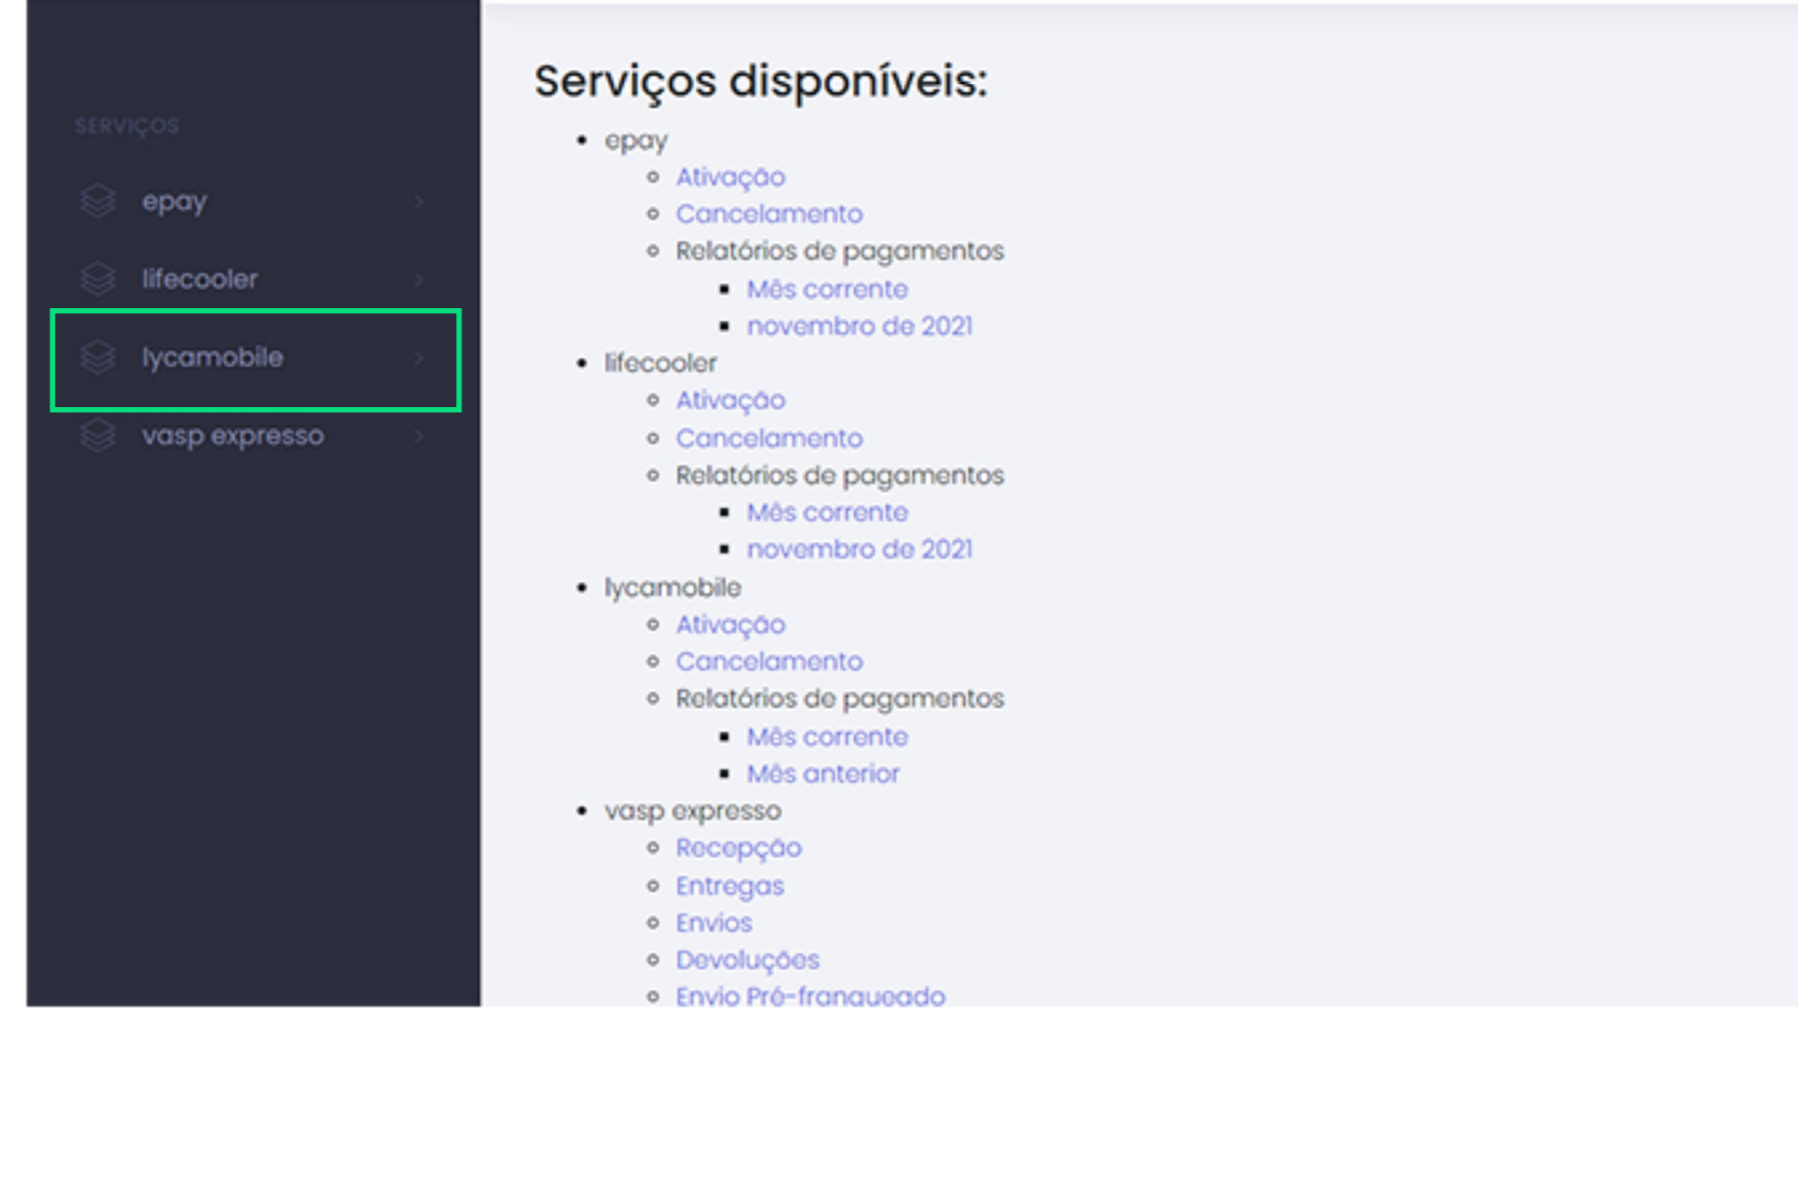 SERVIÇOS
epay
lifecooler
lycamobile
vasp expresso
Serviços disponíveis:
epay
Ativação
Cancelamento
Relatórios de pagamentos
Mês corrente
novembro de 2021
lifecooler
Ativação
Cancelamento
Relatórios de pagamentos
Mês corrente
novembro de 2021
lycamobile
Ativação
Cancelamento
Relatórios de pagamentos
Mês corrente
Mês anterior
vasp expresso
Recepção
Entregas
Envios
Devoluções
Envio Pré-franqueado